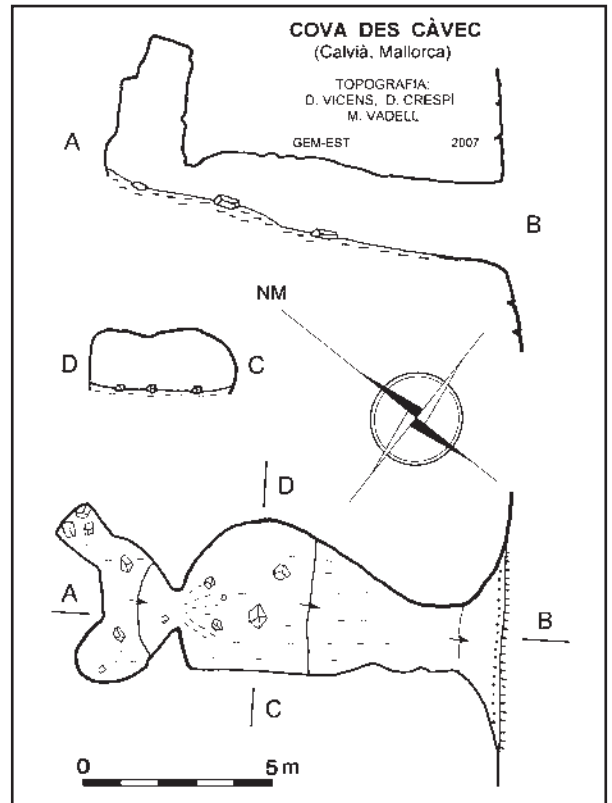 COVA DES CÀVEC
(Calvià, Mallorca)
TOPOGRAFIA:
D. VICENS, D. CRESPÍ
M. VADELL
GEM-EST 2007
A
B
NM
D C
D
A
B
C
0 5 m